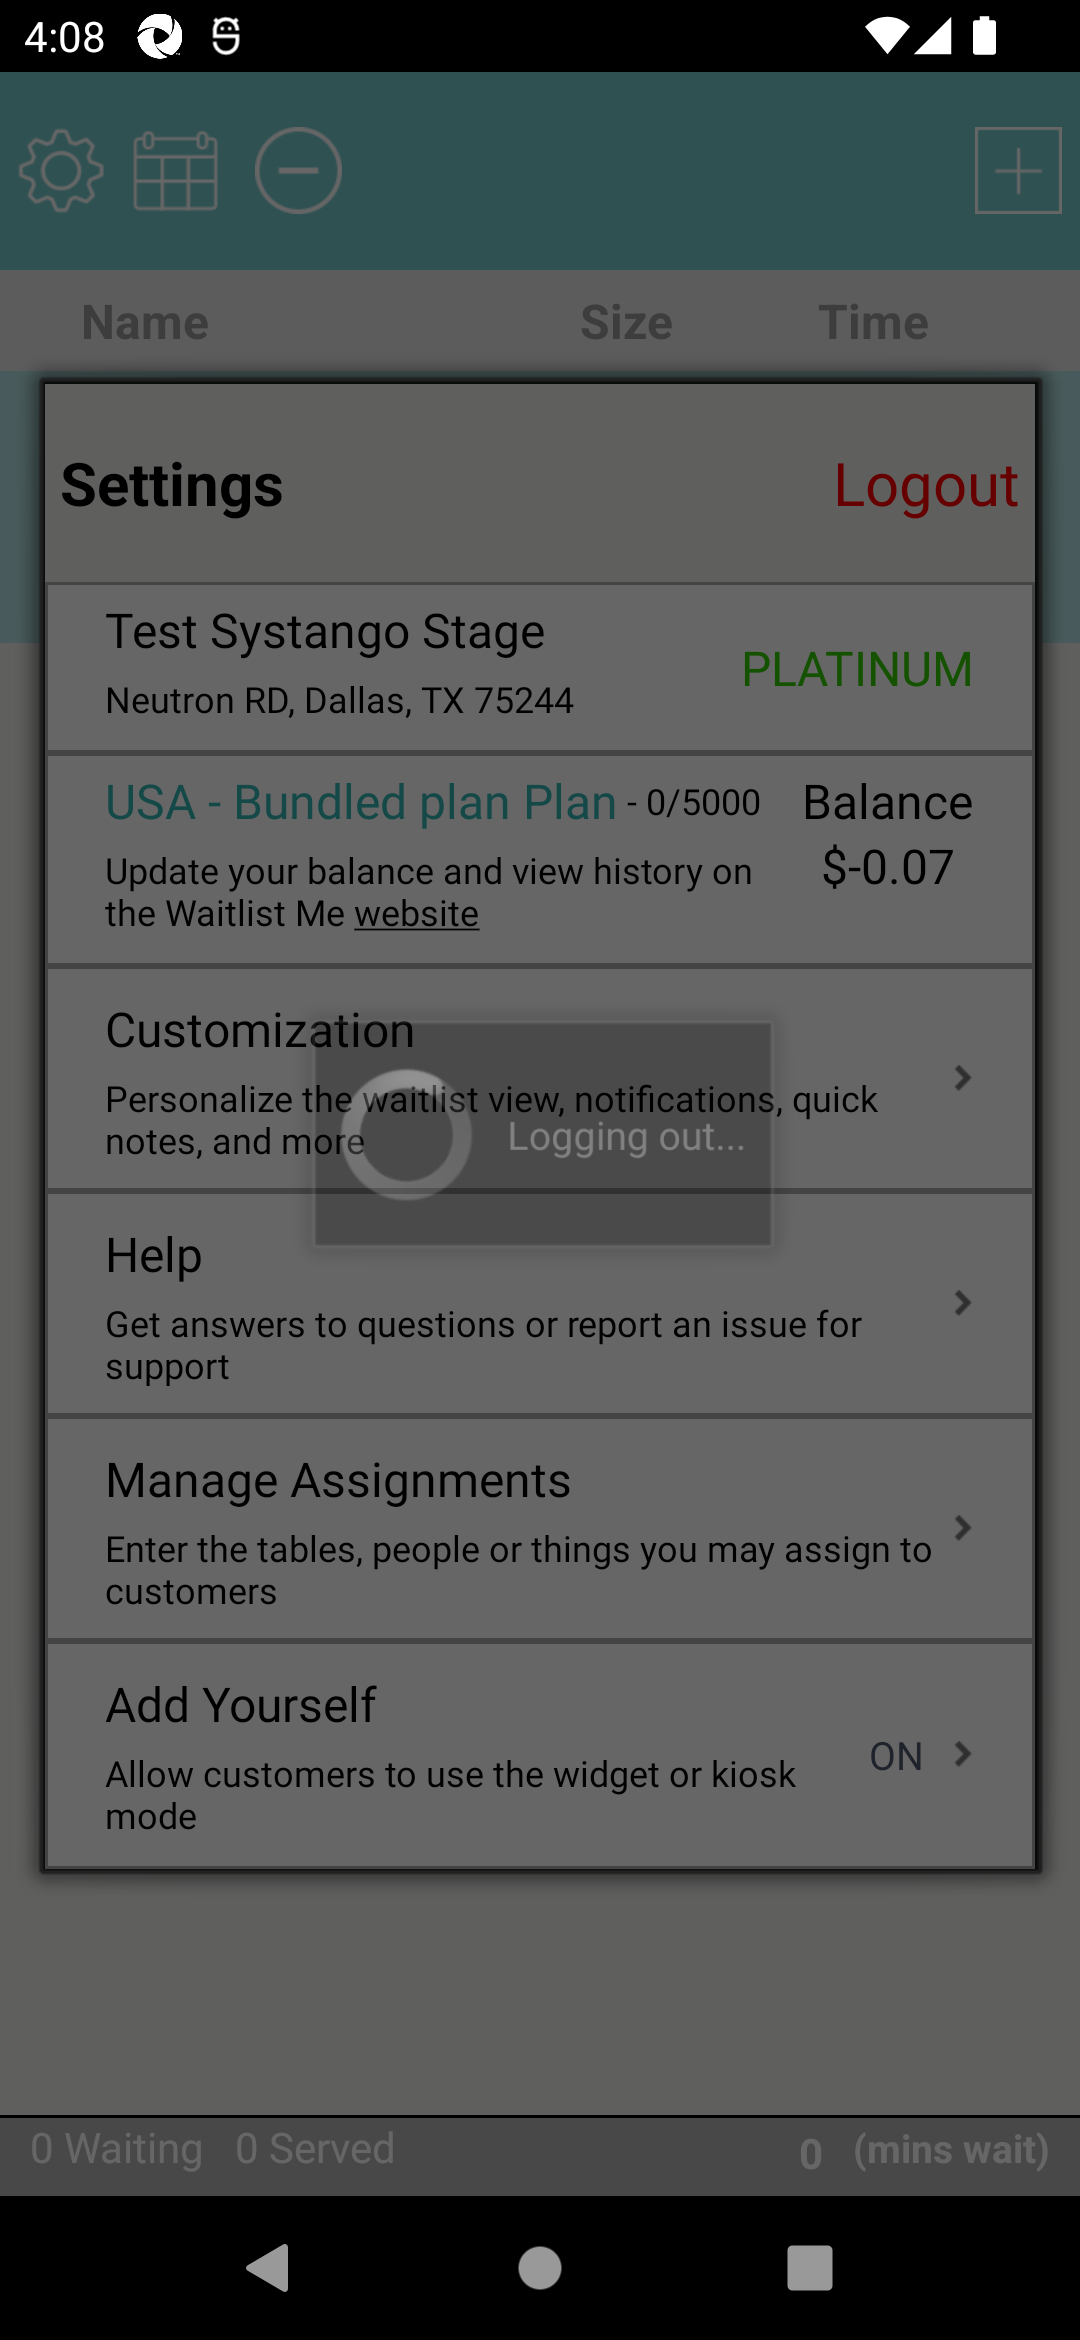 4:08
Name Size Time
Settings Logout
Test Systango Stage
PLATINUM
Neutron RD, Dallas, TX 75244
USA - Bundled plan Plan - 0/5000 Balance
$-0.07
Update your balance and view history on
the Waitlist Me website
Customization
Personalize the waitlist view, notifications, quick
notes, and more
Logging out...
Help
Get answers to questions or report an issue for
support
Manage Assignments
Enter the tables, people or things you may assign to
customers
Add Yourself
ON
Allow customers to use the widget or kiosk
mode
0 Waiting 0 Served 0 (mins wait)